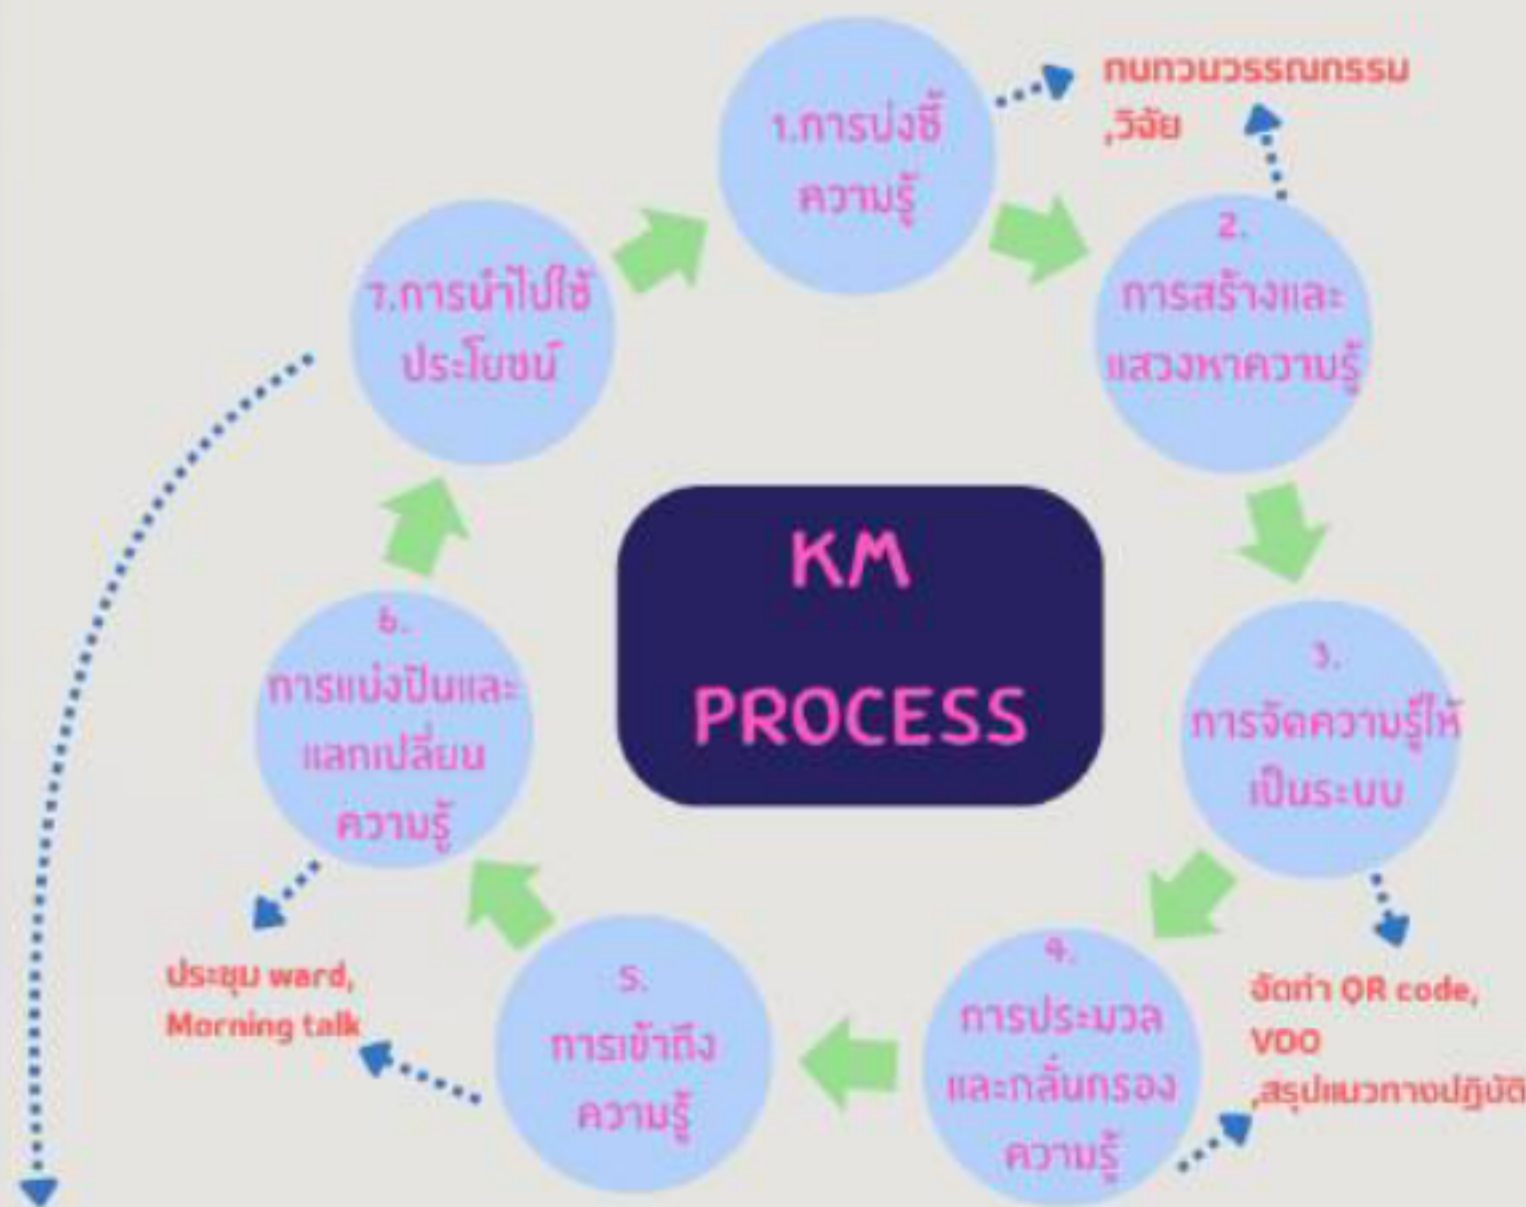 1.การบ่งชี้
ความรู้
ทบทวนวรรณกรรม
,วิจัย
2.
การสร้างและ
แสวงหาความรู้
3.
การจัดความรู้ให้
เป็นระบบ
จัดทำ QR code,
VDO
,สรุปแนวทางปฏิบัติ
4.
การประมวล
และกลั่นกรอง
ความรู้
5.
การเข้าถึง
ความรู้
ประชุม ward,
Morning talk
6.
การแบ่งปันและ
แลกเปลี่ยน
ความรู้
7.การนำไปใช้
ประโยชน์
KM
PROCESS